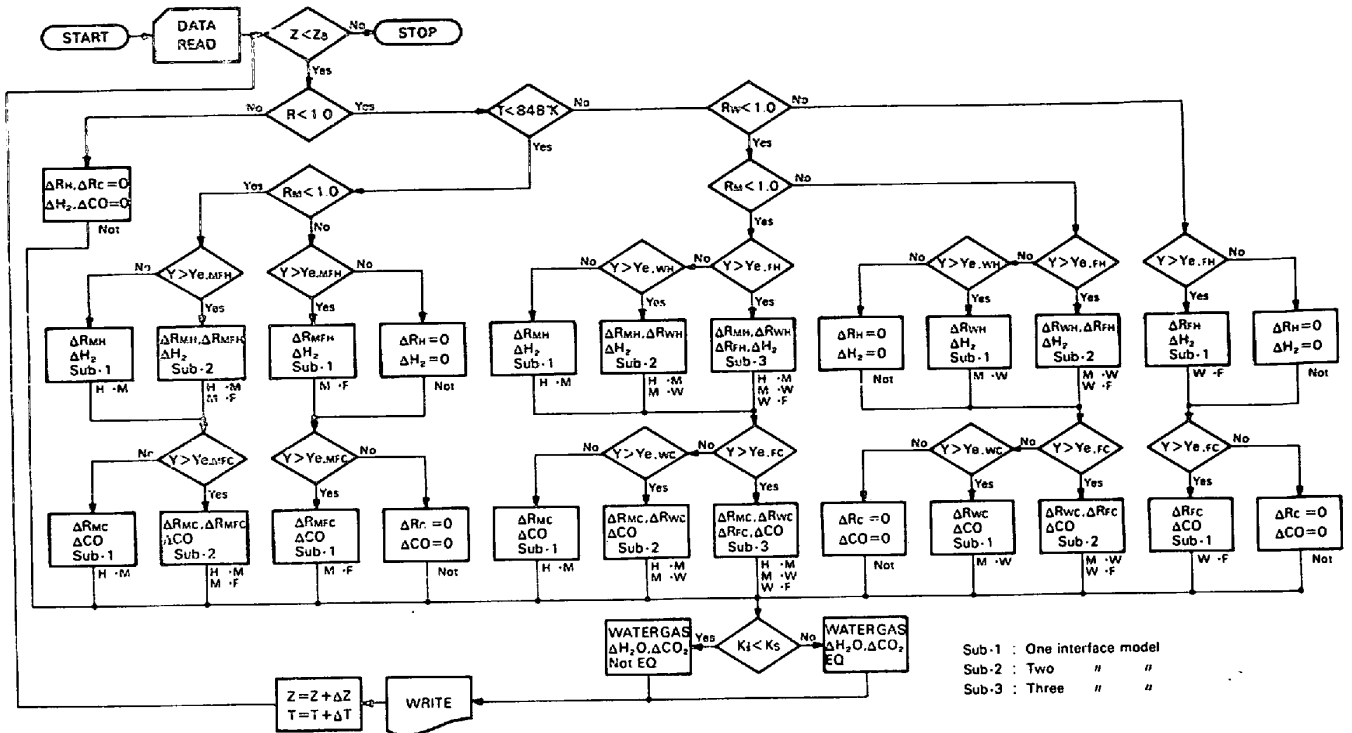 START
DATA
READ
Z<ZB
No
STOP
Yes
No
R<1.0
Yes
T<848°K
No
Yes
RW<1.0
No
Yes
ΔRH,ΔRC=0
ΔH₂,ΔCO=0
Not
Yes
RM<1.0
No
RM<1.0
No
Yes
No
Y>Ye.MFH
Yes
Y>Ye.MFH
No
Yes
No
Y>Ye.WH
No
Y>Ye.FH
Yes
Yes
No
Y>Ye.WH
No
Y>Ye.FH
Yes
Yes
Y>Ye.FH
No
Yes
ΔRMH
ΔH₂
Sub-1
H·M
ΔRMH,ΔRMFH
ΔH₂
Sub-2
H·M
M·F
ΔRMFH
ΔH₂
Sub-1
M·F
ΔRH=0
ΔH₂=0
Not
ΔRMH
ΔH₂
Sub-1
H·M
ΔRMH,ΔRWH
ΔH₂
Sub-2
H·M
M·W
ΔRMH,ΔRWH
ΔRFH,ΔH₂
Sub-3
H·M
M·W
W·F
ΔRH=0
ΔH₂=0
Not
ΔRWH
ΔH₂
Sub-1
M·W
ΔRWH,ΔRFH
ΔH₂
Sub-2
M·W
W·F
ΔRFH
ΔH₂
Sub-1
W·F
ΔRH=0
ΔH₂=0
Not
No
Y>Ye.MFC
Yes
Y>Ye.MFC
No
Yes
No
Y>Ye.WC
No
Y>Ye.FC
Yes
Yes
No
Y>Ye.WC
No
Y>Ye.FC
Yes
Yes
Y>Ye.FC
No
Yes
ΔRMC
ΔCO
Sub-1
H·M
ΔRMC,ΔRMFC
ΔCO
Sub-2
H·M
M·F
ΔRMFC
ΔCO
Sub-1
M·F
ΔRC=0
ΔCO=0
Not
ΔRMC
ΔCO
Sub-1
H·M
ΔRMC,ΔRWC
ΔCO
Sub-2
H·M
M·W
ΔRMC,ΔRWC
ΔRFC,ΔCO
Sub-3
H·M
M·W
W·F
ΔRC=0
ΔCO=0
Not
ΔRWC
ΔCO
Sub-1
M·W
ΔRWC,ΔRFC
ΔCO
Sub-2
M·W
W·F
ΔRFC
ΔCO
Sub-1
W·F
ΔRC=0
ΔCO=0
Not
WATERGAS
ΔH₂O,ΔCO₂
Not EQ
Yes
No
WATERGAS
ΔH₂O,ΔCO₂
EQ
Z=Z+ΔZ
T=T+ΔT
WRITE
Sub-1 : One interface model
Sub-2 : Two " "
Sub-3 : Three " "